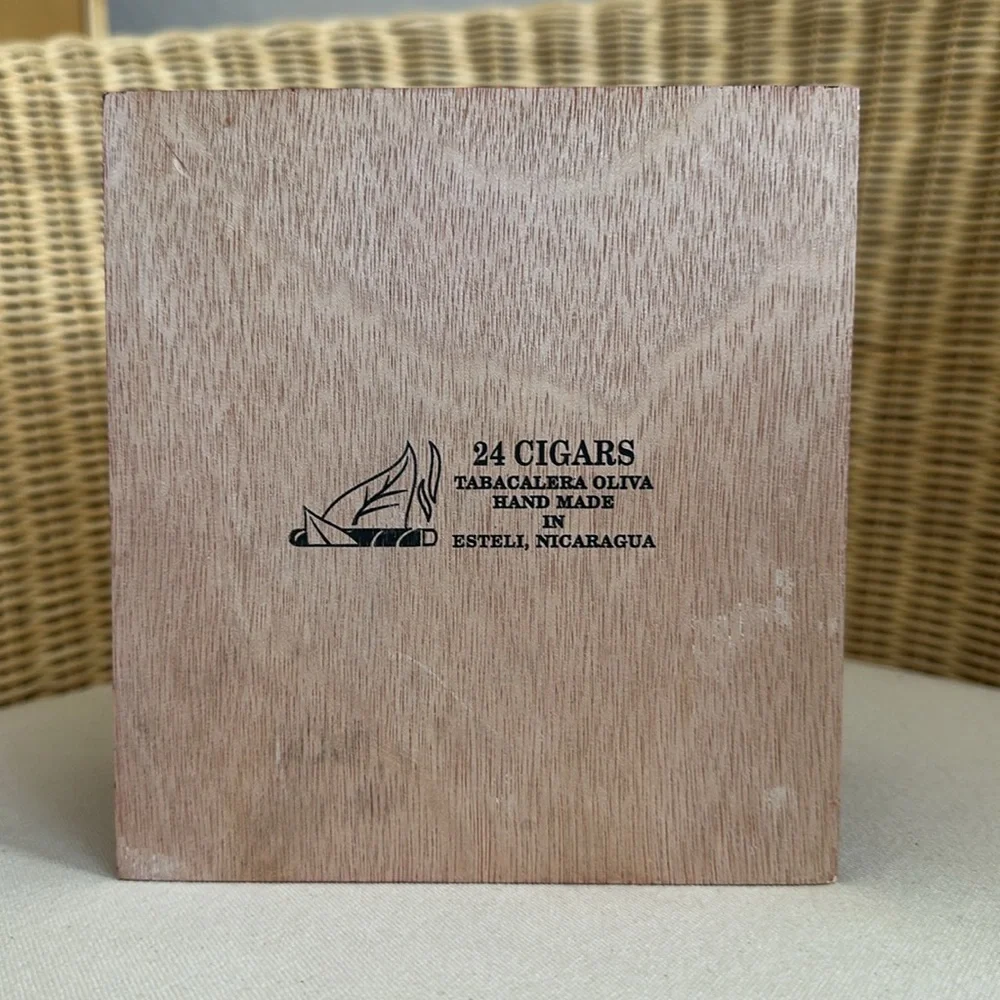 24 CIGARS
TABACALERA OLIVA
HAND MADE
IN
ESTELI, NICARAGUA